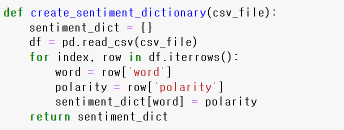 def create_sentiment_dictionary(csv_file):
    sentiment_dict = {}
    df = pd.read_csv(csv_file)
    for index, row in df.iterrows():
        word = row['word']
        polarity = row['polarity']
        sentiment_dict[word] = polarity
    return sentiment_dict